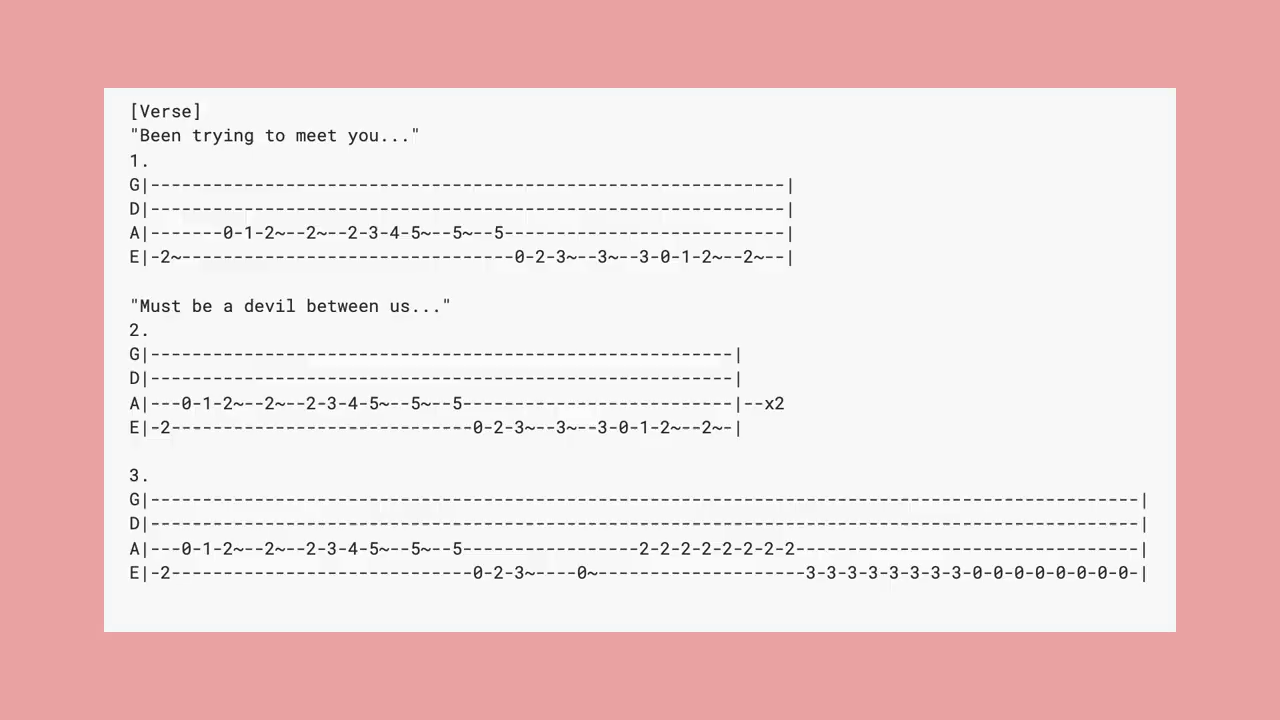 [Verse]
"Been trying to meet you..."
1.
G|-------------------------------------------------------------|
D|-------------------------------------------------------------|
A|-------0-1-2~--2~--2-3-4-5~--5~--5---------------------------|
E|-2~--------------------------------0-2-3~--3~--3-0-1-2~--2~--|
"Must be a devil between us..."
2.
G|--------------------------------------------------------|
D|--------------------------------------------------------|
A|---0-1-2~--2~--2-3-4-5~--5~--5--------------------------|--x2
E|-2-----------------------------0-2-3~--3~--3-0-1-2~--2~-|
3.
G|-----------------------------------------------------------------------------------------------|
D|-----------------------------------------------------------------------------------------------|
A|---0-1-2~--2~--2-3-4-5~--5~--5-----------------2-2-2-2-2-2-2-2---------------------------------|
E|-2-----------------------------0-2-3~----0~--------------------3-3-3-3-3-3-3-3-0-0-0-0-0-0-0-0-|